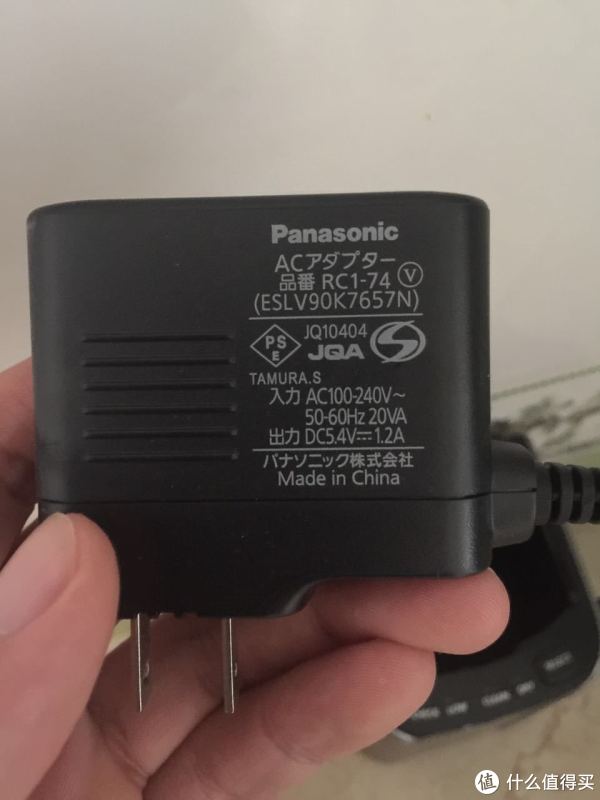 Panasonic
ACアダプター
品番 RC1-74 Ⓥ
(ESLV90K7657N)
PS
E
JQ10404
JQA
TAMURA.S
入力 AC100-240V～
50-60Hz 20VA
出力 DC5.4V⎓1.2A
パナソニック株式会社
Made in China
值 什么值得买